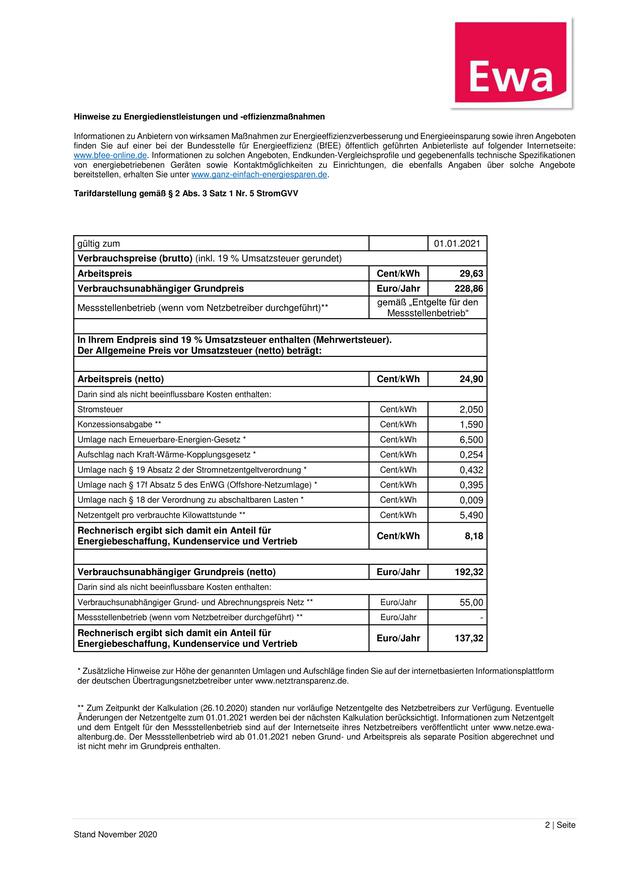 Ewa
Hinweise zu Energiedienstleistungen und -effizienzmaßnahmen
Informationen zu Anbietern von wirksamen Maßnahmen zur Energieeffizienzverbesserung und Energieeinsparung sowie ihren Angeboten
finden Sie auf einer bei der Bundesstelle für Energieeffizienz (BfEE) öffentlich geführten Anbieterliste auf folgender Internetseite:
www.bfee-online.de. Informationen zu solchen Angeboten, Endkunden-Vergleichsprofile und gegebenenfalls technische Spezifikationen
von energiebetriebenen Geräten sowie Kontaktmöglichkeiten zu Einrichtungen, die ebenfalls Angaben über solche Angebote
bereitstellen, erhalten Sie unter www.ganz-einfach-energiesparen.de.
Tarifdarstellung gemäß § 2 Abs. 3 Satz 1 Nr. 5 StromGVV
gültig zum 01.01.2021
Verbrauchspreise (brutto) (inkl. 19 % Umsatzsteuer gerundet)
Arbeitspreis Cent/kWh 29,63
Verbrauchsunabhängiger Grundpreis Euro/Jahr 228,86
Messstellenbetrieb (wenn vom Netzbetreiber durchgeführt)** gemäß „Entgelte für den
Messstellenbetrieb“
In Ihrem Endpreis sind 19 % Umsatzsteuer enthalten (Mehrwertsteuer).
Der Allgemeine Preis vor Umsatzsteuer (netto) beträgt:
Arbeitspreis (netto) Cent/kWh 24,90
Darin sind als nicht beeinflussbare Kosten enthalten:
Stromsteuer Cent/kWh 2,050
Konzessionsabgabe ** Cent/kWh 1,590
Umlage nach Erneuerbare-Energien-Gesetz * Cent/kWh 6,500
Aufschlag nach Kraft-Wärme-Kopplungsgesetz * Cent/kWh 0,254
Umlage nach § 19 Absatz 2 der Stromnetzentgeltverordnung * Cent/kWh 0,432
Umlage nach § 17f Absatz 5 des EnWG (Offshore-Netzumlage) * Cent/kWh 0,395
Umlage nach § 18 der Verordnung zu abschaltbaren Lasten * Cent/kWh 0,009
Netzentgelt pro verbrauchte Kilowattstunde ** Cent/kWh 5,490
Rechnerisch ergibt sich damit ein Anteil für
Energiebeschaffung, Kundenservice und Vertrieb Cent/kWh 8,18
Verbrauchsunabhängiger Grundpreis (netto) Euro/Jahr 192,32
Darin sind als nicht beeinflussbare Kosten enthalten:
Verbrauchsunabhängiger Grund- und Abrechnungspreis Netz ** Euro/Jahr 55,00
Messstellenbetrieb (wenn vom Netzbetreiber durchgeführt) ** Euro/Jahr -
Rechnerisch ergibt sich damit ein Anteil für
Energiebeschaffung, Kundenservice und Vertrieb Euro/Jahr 137,32
* Zusätzliche Hinweise zur Höhe der genannten Umlagen und Aufschläge finden Sie auf der internetbasierten Informationsplattform
der deutschen Übertragungsnetzbetreiber unter www.netztransparenz.de.
** Zum Zeitpunkt der Kalkulation (26.10.2020) standen nur vorläufige Netzentgelte des Netzbetreibers zur Verfügung. Eventuelle
Änderungen der Netzentgelte zum 01.01.2021 werden bei der nächsten Kalkulation berücksichtigt. Informationen zum Netzentgelt
und dem Entgelt für den Messstellenbetrieb sind auf der Internetseite ihres Netzbetreibers veröffentlicht unter www.netze.ewa-
altenburg.de. Der Messstellenbetrieb wird ab 01.01.2021 neben Grund- und Arbeitspreis als separate Position abgerechnet und
ist nicht mehr im Grundpreis enthalten.
2 | Seite
Stand November 2020